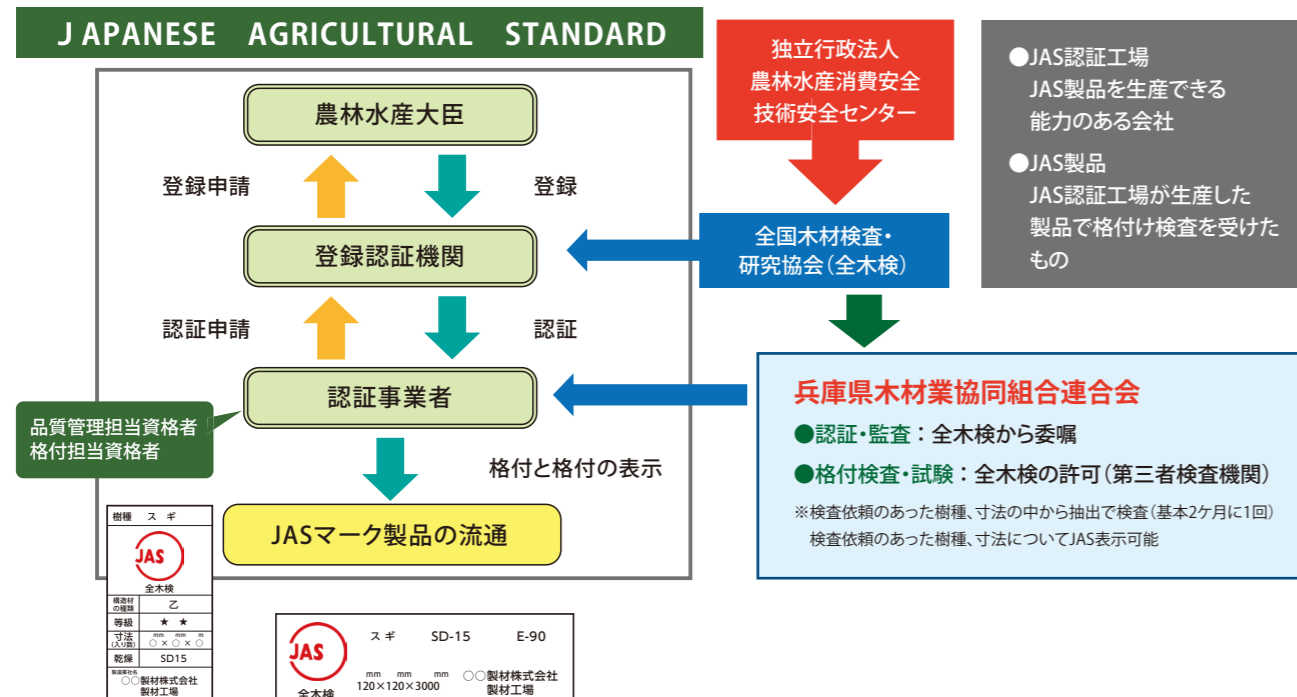 JAPANESE AGRICULTURAL STANDARD
農林水産大臣
登録申請
登録
登録認証機関
認証申請
認証
認証事業者
品質管理担当資格者
格付担当資格者
格付と格付の表示
JASマーク製品の流通
独立行政法人
農林水産消費安全
技術安全センター
全国木材検査・
研究協会(全木検)
●JAS認証工場
JAS製品を生産できる
能力のある会社
●JAS製品
JAS認証工場が生産した
製品で格付け検査を受けた
もの
兵庫県木材業協同組合連合会
●認証・監査：全木検から委嘱
●格付検査・試験：全木検の許可(第三者検査機関)
※検査依頼のあった樹種、寸法の中から抽出で検査(基本2ケ月に1回)
検査依頼のあった樹種、寸法についてJAS表示可能
樹種 スギ
JAS
全木検
構造材
の種類 乙
等級 ★ ★
寸法
(入り数) mm mm m
○×○×○
乾燥 SD15
製造業社名
○○製材株式会社
製材工場
JAS
全木検
スギ SD-15 E-90
mm mm mm
120×120×3000
○○製材株式会社
製材工場